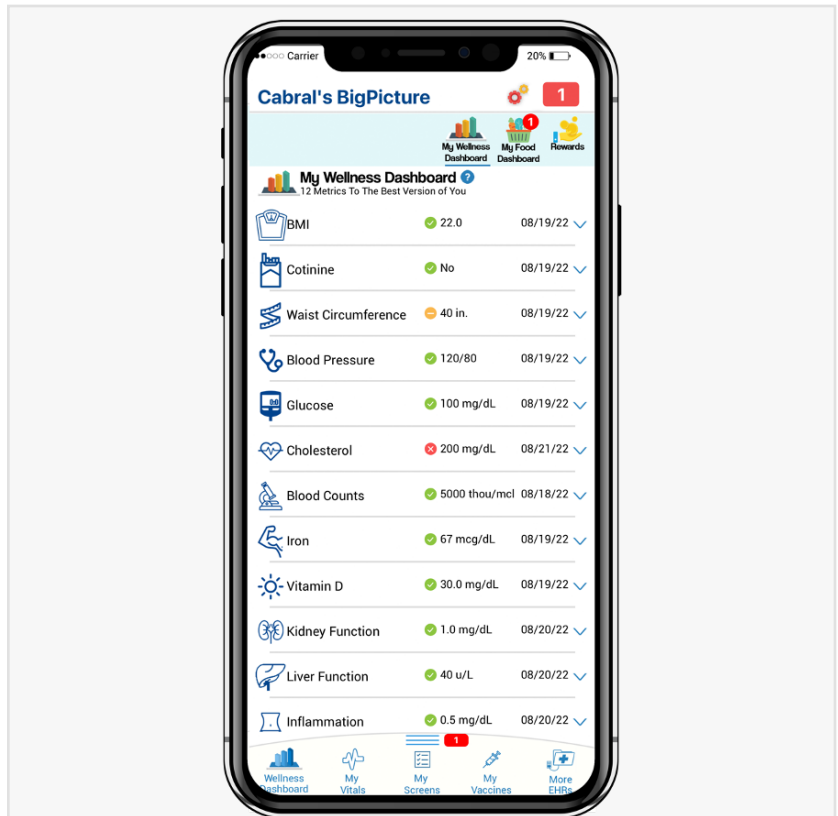 Carrier
20%
Cabral's BigPicture
1
1
My Wellness
Dashboard
My Food
Dashboard
Rewards
My Wellness Dashboard ?
12 Metrics To The Best Version of You
BMI 22.0 08/19/22
Cotinine No 08/19/22
Waist Circumference 40 in. 08/19/22
Blood Pressure 120/80 08/19/22
Glucose 100 mg/dL 08/19/22
Cholesterol 200 mg/dL 08/21/22
Blood Counts 5000 thou/mcl 08/18/22
Iron 67 mcg/dL 08/19/22
Vitamin D 30.0 mg/dL 08/19/22
Kidney Function 1.0 mg/dL 08/20/22
Liver Function 40 u/L 08/20/22
Inflammation 0.5 mg/dL 08/20/22
1
Wellness
Dashboard
My
Vitals
My
Screens
My
Vaccines
More
EHRs